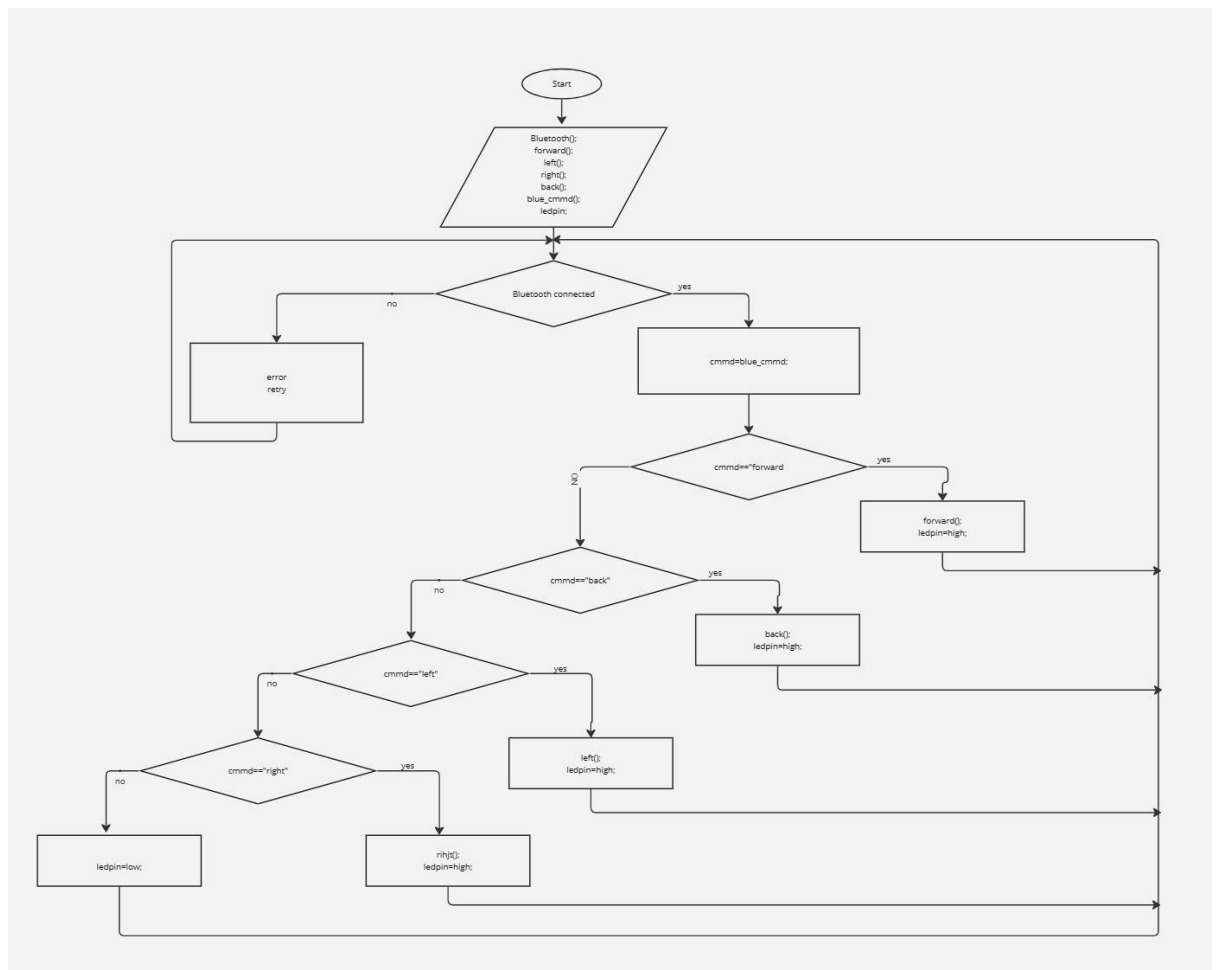 Start
Bluetooth();
forward();
left();
right();
back();
blue_cmmd();
ledpin;
Bluetooth connected
yes
no
cmmd=blue_cmmd;
error
retry
cmmd=="forward
yes
NO
forward();
ledpin=high;
cmmd=="back"
yes
no
back();
ledpin=high;
cmmd=="left"
yes
no
left();
ledpin=high;
cmmd=="right"
yes
no
rihjt();
ledpin=high;
ledpin=low;